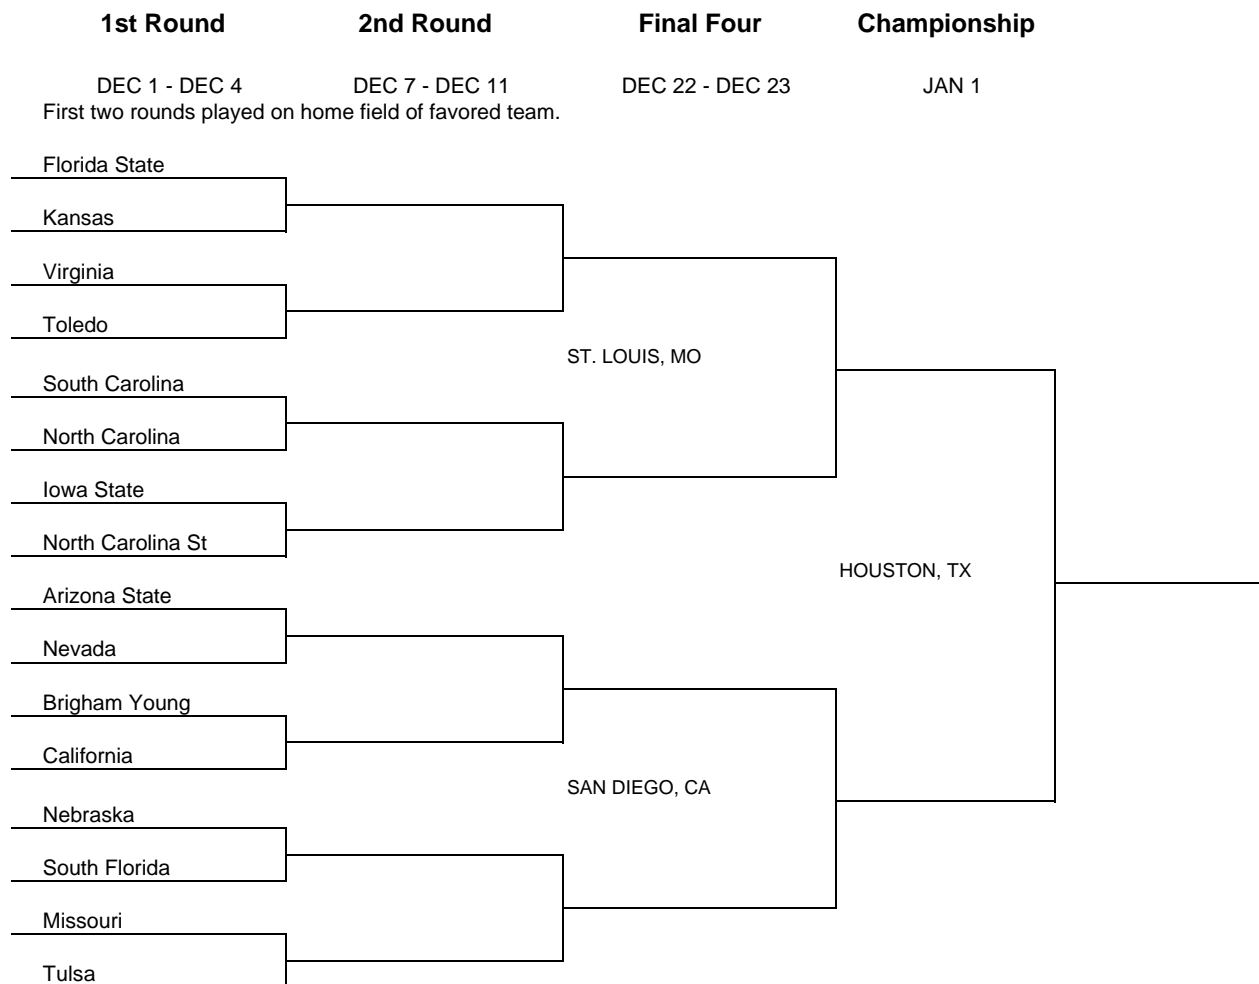 1st Round 2nd Round Final Four Championship
DEC 1 - DEC 4 DEC 7 - DEC 11 DEC 22 - DEC 23 JAN 1
First two rounds played on home field of favored team.
Florida State
Kansas
Virginia
Toledo
ST. LOUIS, MO
South Carolina
North Carolina
Iowa State
North Carolina St
HOUSTON, TX
Arizona State
Nevada
Brigham Young
California
SAN DIEGO, CA
Nebraska
South Florida
Missouri
Tulsa